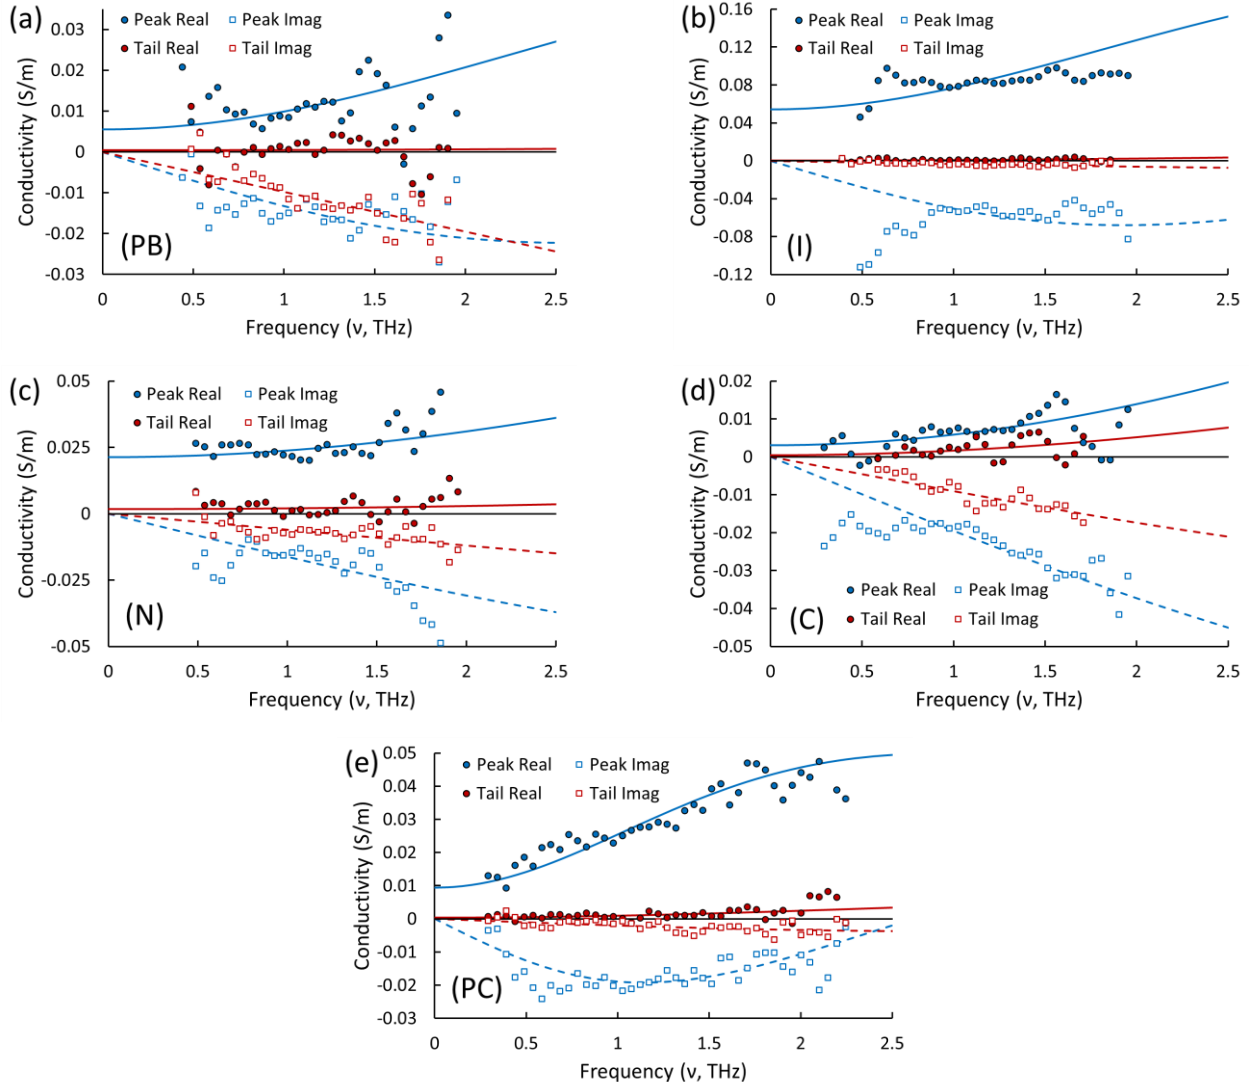 (a)
Peak Real Peak Imag
Tail Real Tail Imag
Conductivity (S/m)
0.03
0.02
0.01
0
-0.01
-0.02
-0.03
(PB)
0 0.5 1 1.5 2 2.5
Frequency (ν, THz)
(b)
Peak Real Peak Imag
Tail Real Tail Imag
Conductivity (S/m)
0.16
0.12
0.08
0.04
0
-0.04
-0.08
-0.12
(I)
0 0.5 1 1.5 2 2.5
Frequency (ν, THz)
(c)
Peak Real Peak Imag
Tail Real Tail Imag
Conductivity (S/m)
0.05
0.025
0
-0.025
-0.05
(N)
0 0.5 1 1.5 2 2.5
Frequency (ν, THz)
(d)
Conductivity (S/m)
0.02
0.01
0
-0.01
-0.02
-0.03
-0.04
-0.05
Peak Real Peak Imag
Tail Real Tail Imag
(C)
0 0.5 1 1.5 2 2.5
Frequency (ν, THz)
(e)
Peak Real Peak Imag
Tail Real Tail Imag
Conductivity (S/m)
0.05
0.04
0.03
0.02
0.01
0
-0.01
-0.02
-0.03
(PC)
0 0.5 1 1.5 2 2.5
Frequency (ν, THz)